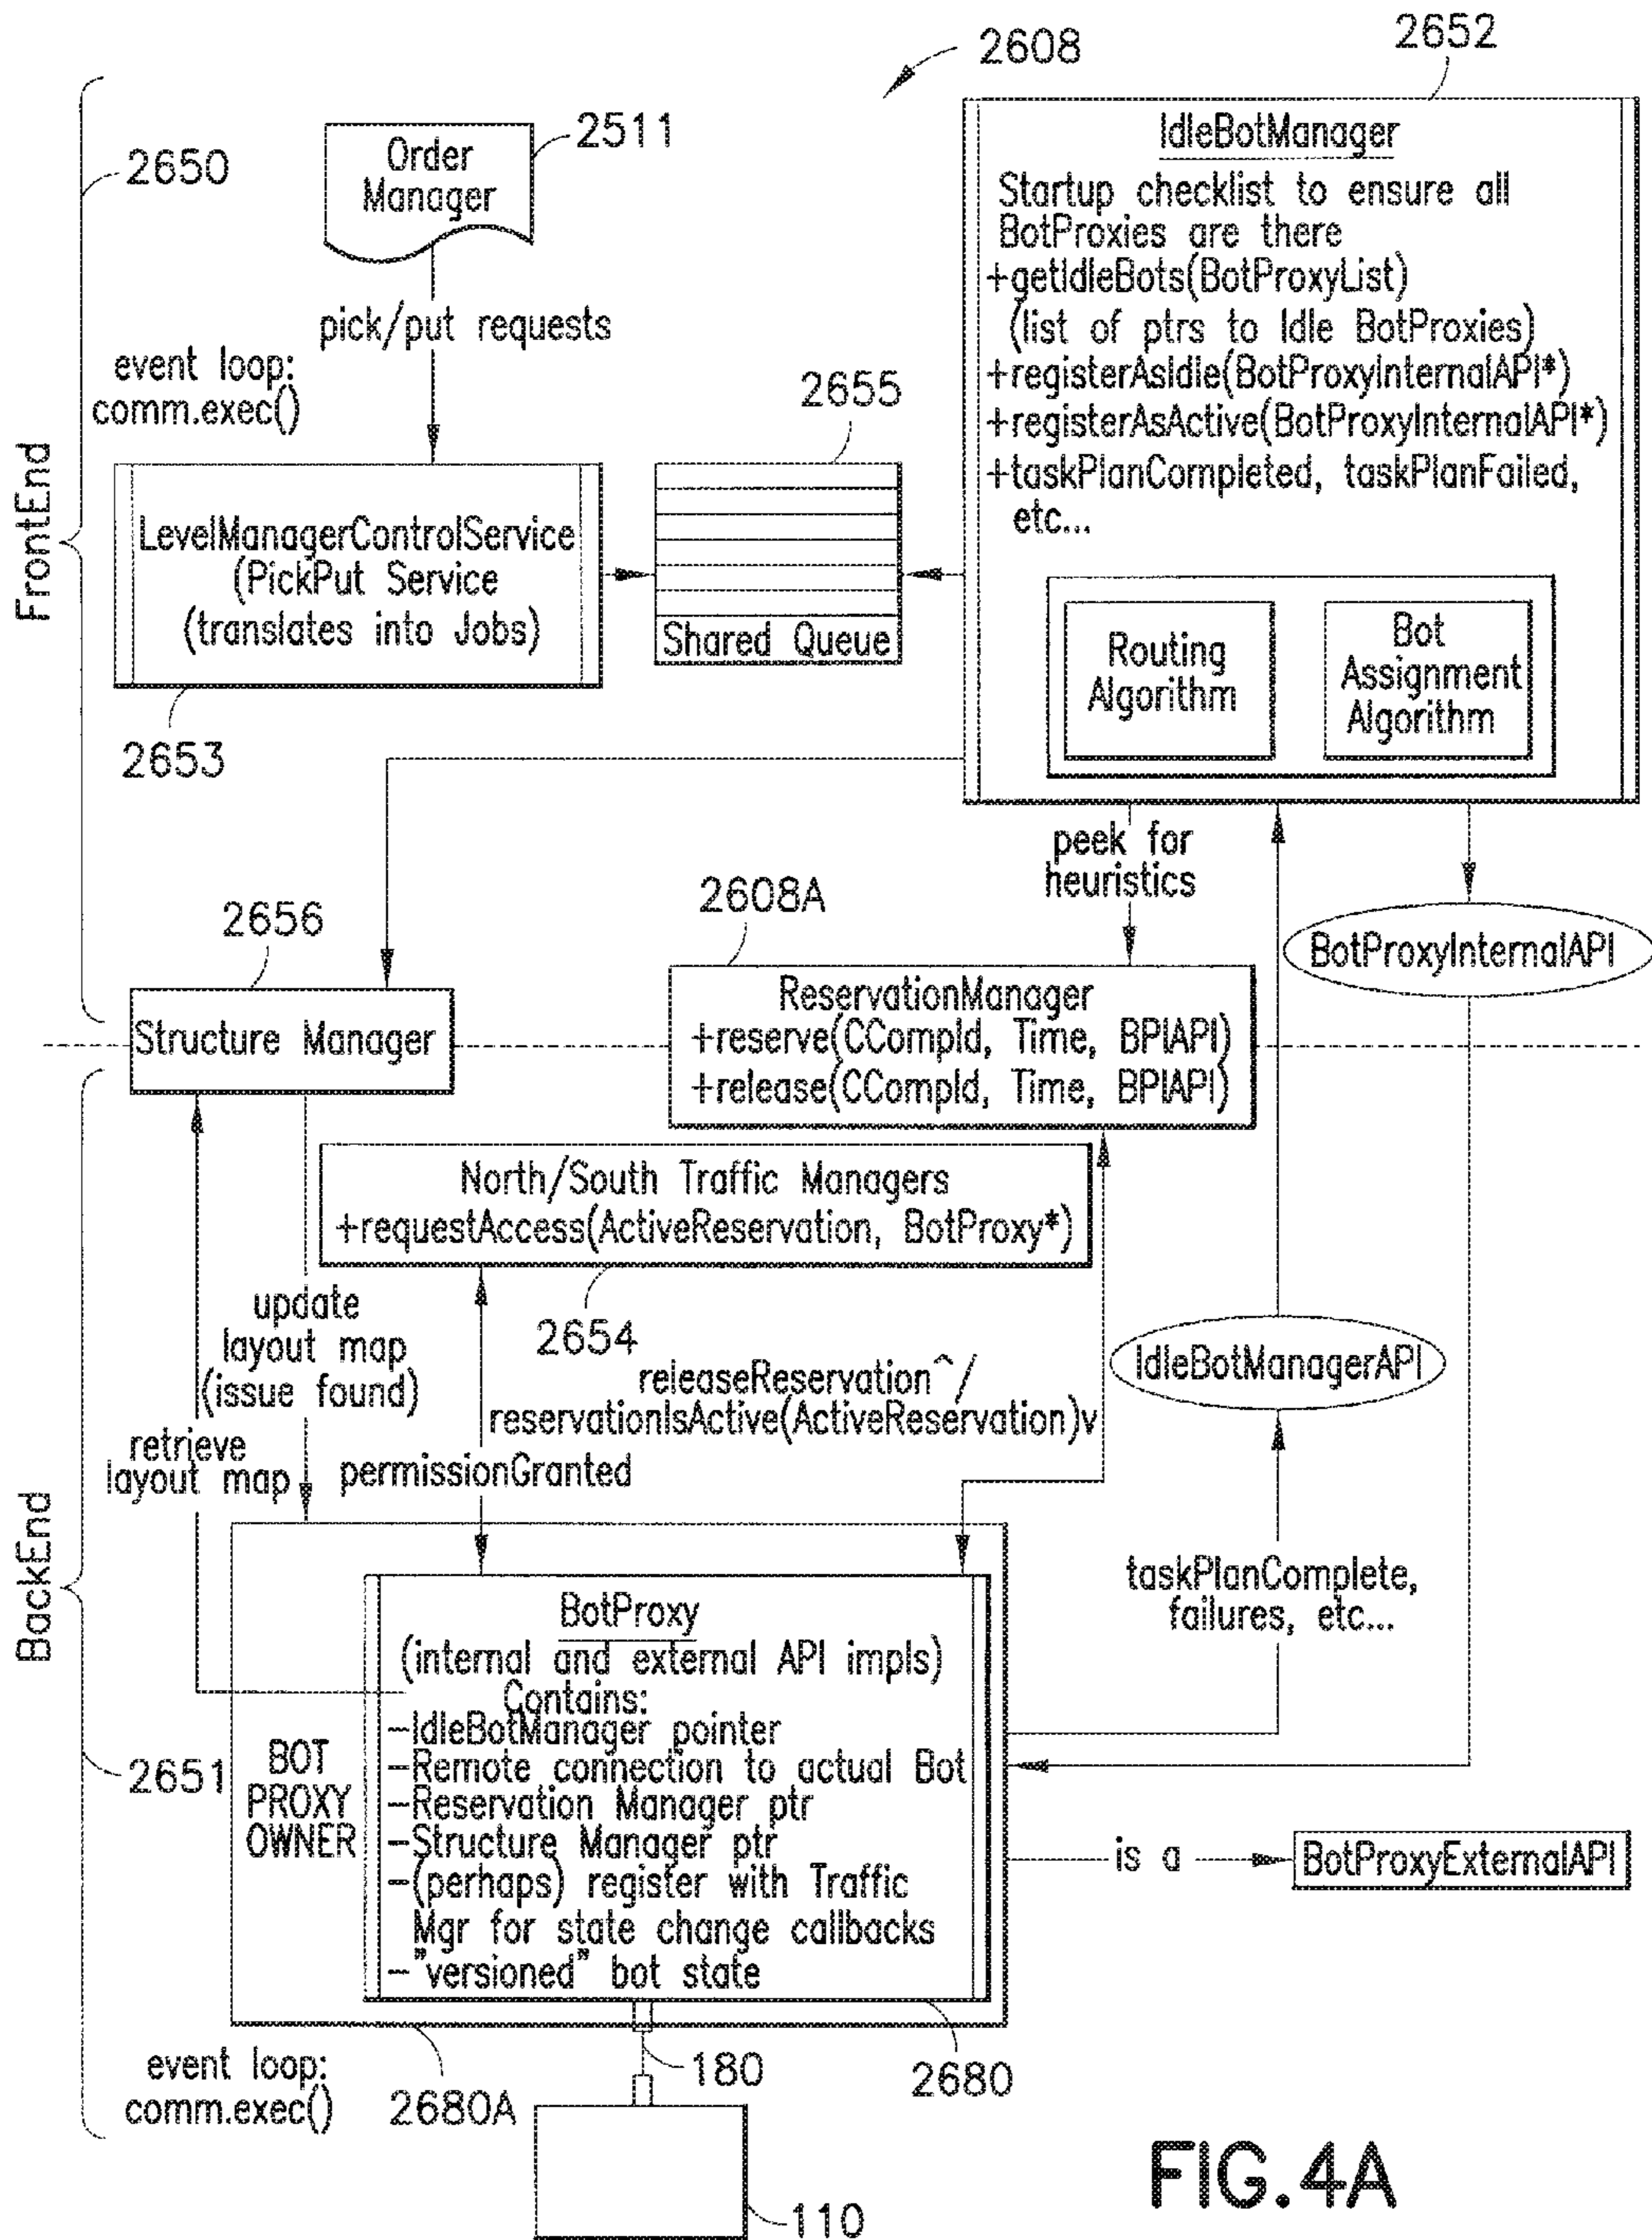 2608
2652
2650
Order
Manager
2511
pick/put requests
event loop:
comm.exec()
FrontEnd
LevelManagerControlService
(PickPut Service
(translates into Jobs)
2653
2655
Shared Queue
IdleBotManager
Startup checklist to ensure all
BotProxies are there
+getIdleBots(BotProxyList)
(list of ptrs to Idle BotProxies)
+registerAsIdle(BotProxyInternalAPI*)
+registerAsActive(BotProxyInternalAPI*)
+taskPlanCompleted, taskPlanFailed,
etc...
Routing
Algorithm
Bot
Assignment
Algorithm
peek for
heuristics
2608A
2656
BotProxyInternalAPI
Structure Manager
ReservationManager
+reserve(CCompId, Time, BPIAPI)
+release(CCompId, Time, BPIAPI)
North/South Traffic Managers
+requestAccess(ActiveReservation, BotProxy*)
2654
update
layout map
(issue found)
releaseReservation^/
reservationIsActive(ActiveReservation)v
IdleBotManagerAPI
retrieve
layout map
permissionGranted
BackEnd
2651
taskPlanComplete,
failures, etc...
BOT
PROXY
OWNER
BotProxy
(internal and external API impls)
Contains:
-IdleBotManager pointer
-Remote connection to actual Bot
-Reservation Manager ptr
-Structure Manager ptr
-(perhaps) register with Traffic
Mgr for state change callbacks
-"versioned" bot state
is a
BotProxyExternalAPI
event loop:
comm.exec()
2680A
180
2680
110
FIG.4A